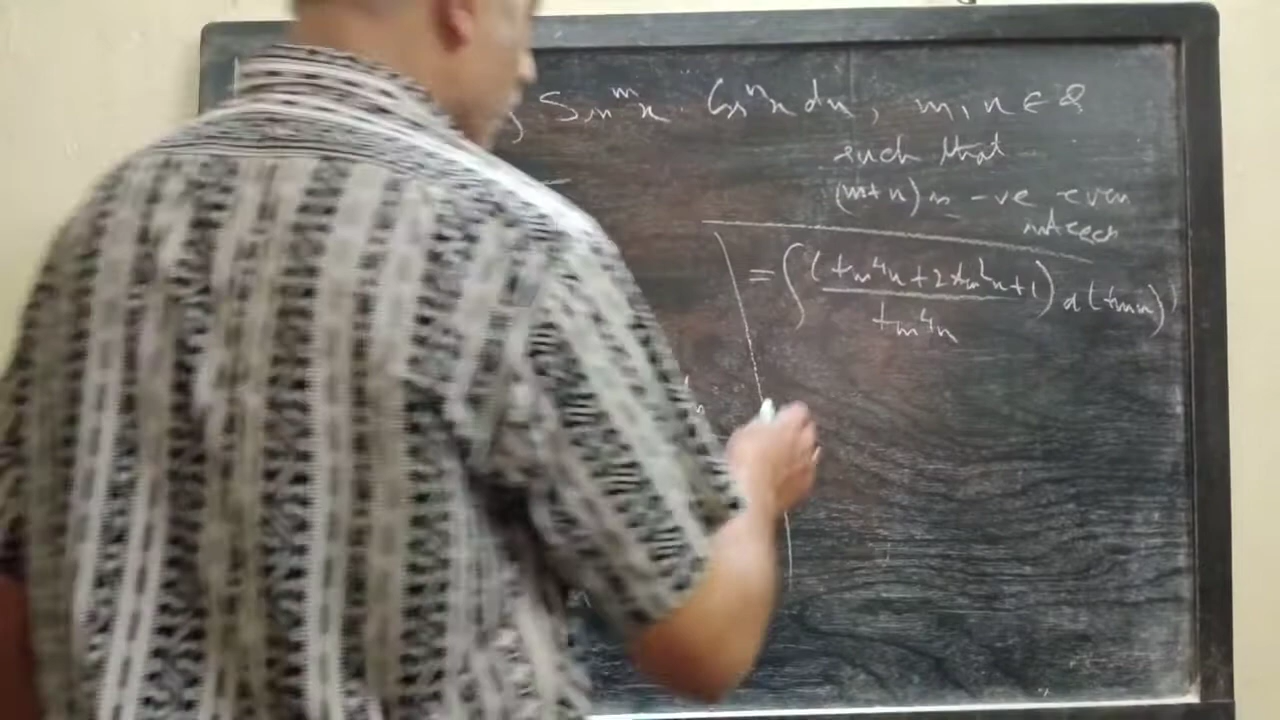 Sin^m x · Cos^n x dx, m, n ∈ Q
such that
(m+n) is -ve even
integer
= ∫ (tan^4 x + 2tan^2 x + 1) / tan^4 x d(tan x)